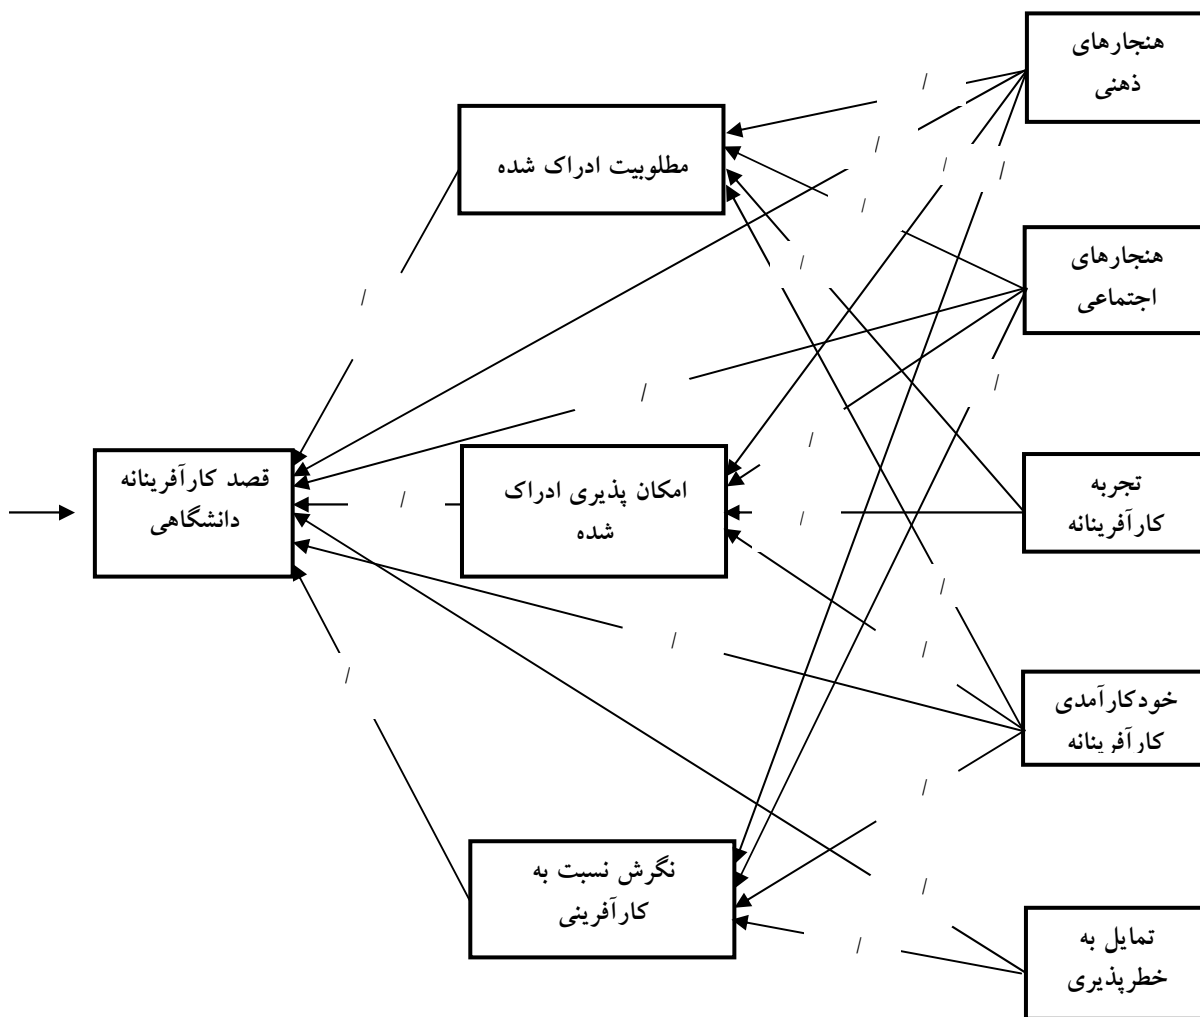 هنجارهای
ذهنی
مطلوبیت ادراک شده
هنجارهای
اجتماعی
تجربه
کارآفرینانه
امکان پذیری ادراک
شده
قصد کارآفرینانه
دانشگاهی
خودکارآمدی
کارآفرینانه
نگرش نسبت به
کارآفرینی
تمایل به
خطرپذیری